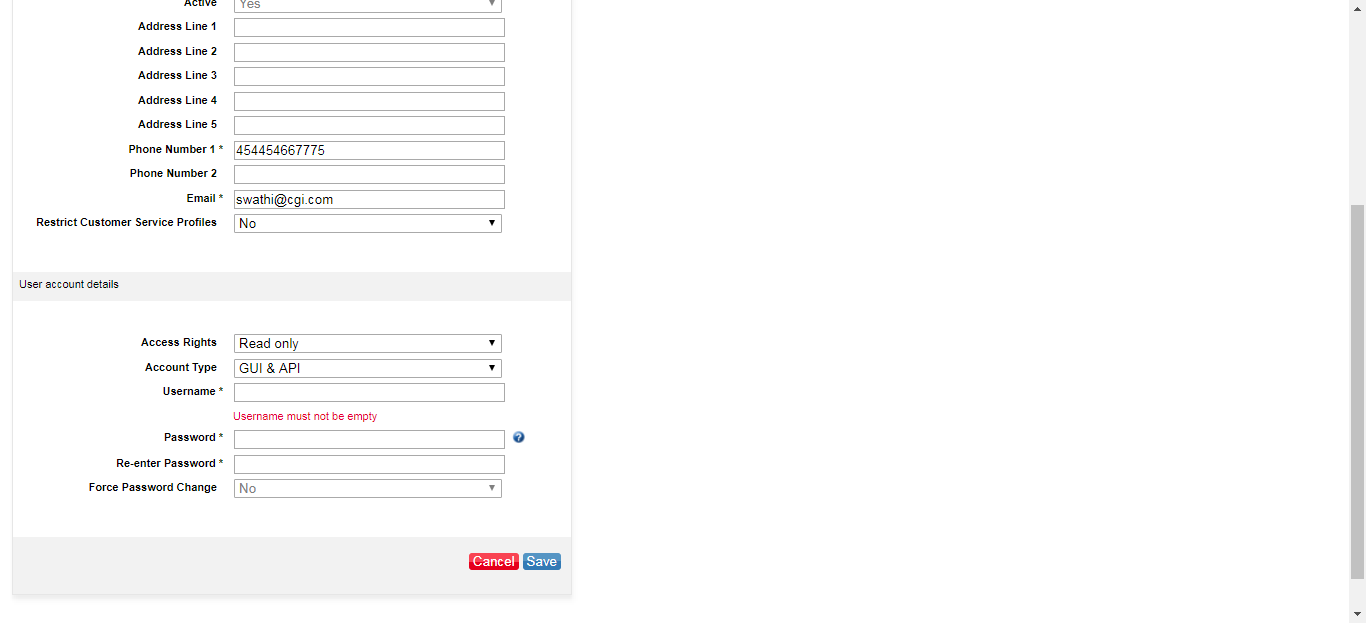 Active Yes
Address Line 1
Address Line 2
Address Line 3
Address Line 4
Address Line 5
Phone Number 1 * 454454667775
Phone Number 2
Email * swathi@cgi.com
Restrict Customer Service Profiles No
User account details
Access Rights Read only
Account Type GUI & API
Username *
Username must not be empty
Password * ?
Re-enter Password *
Force Password Change No
Cancel Save